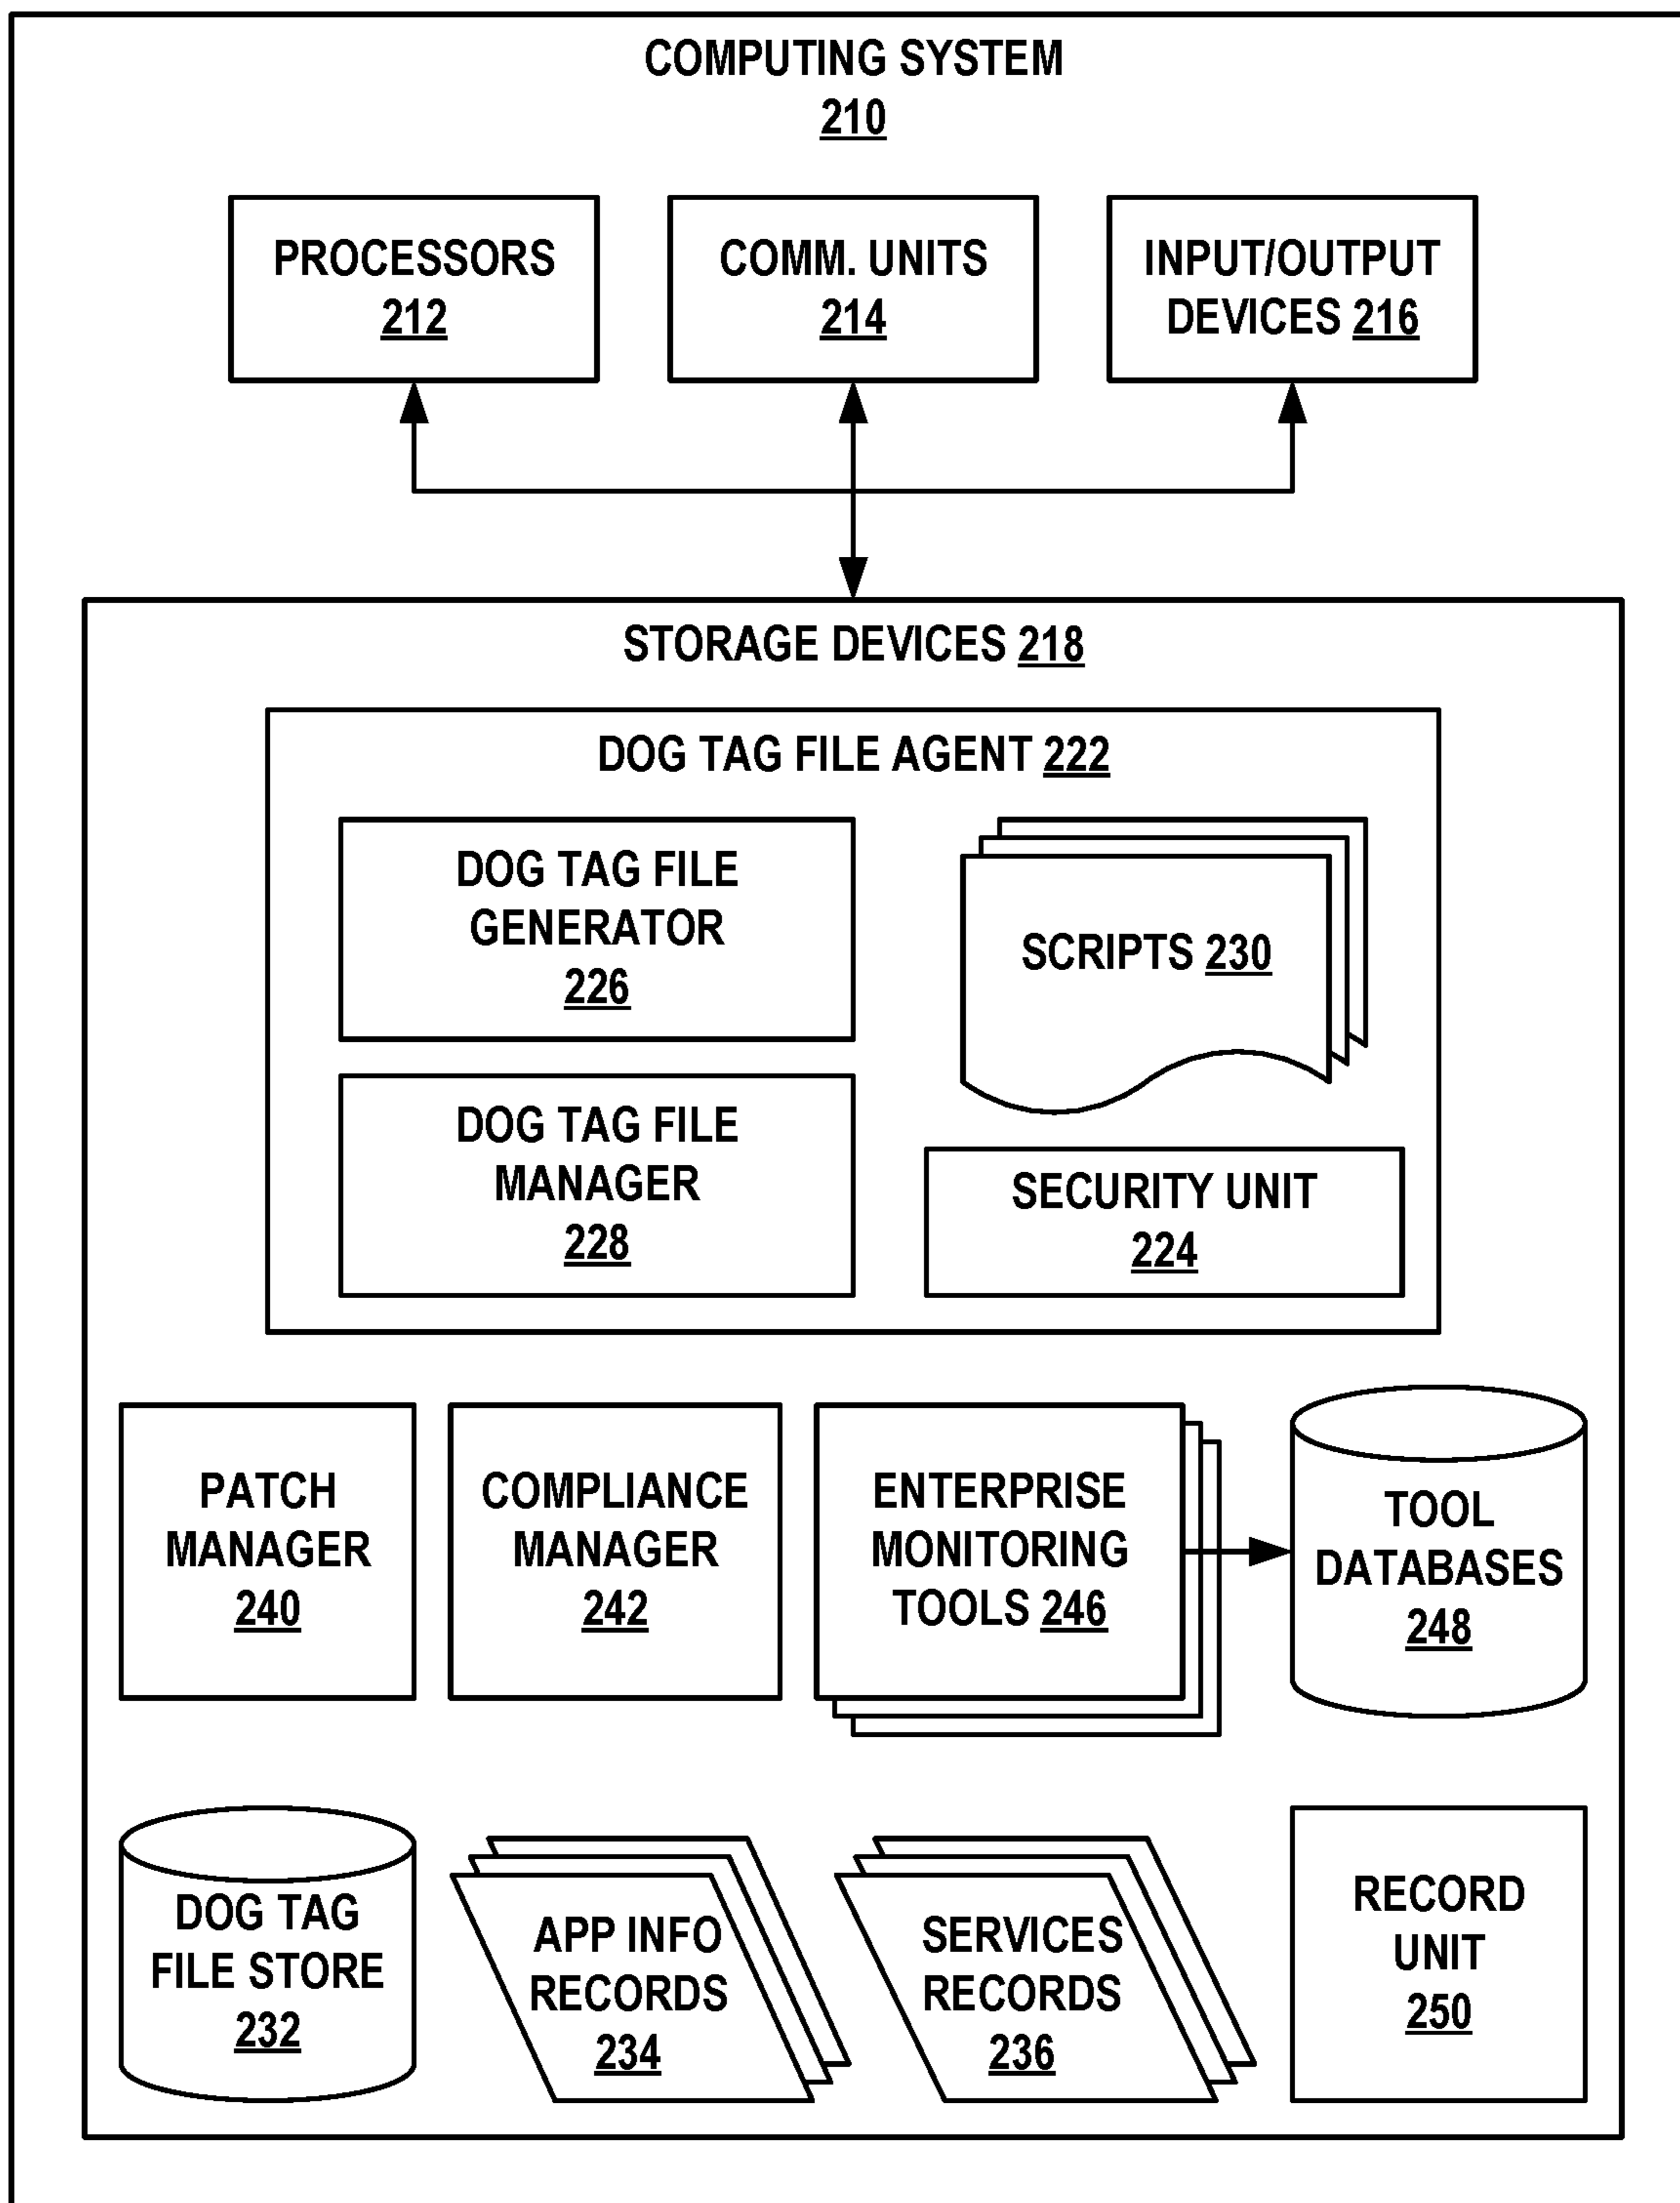 COMPUTING SYSTEM
210
PROCESSORS
212
COMM. UNITS
214
INPUT/OUTPUT
DEVICES 216
STORAGE DEVICES 218
DOG TAG FILE AGENT 222
DOG TAG FILE
GENERATOR
226
SCRIPTS 230
DOG TAG FILE
MANAGER
228
SECURITY UNIT
224
PATCH
MANAGER
240
COMPLIANCE
MANAGER
242
ENTERPRISE
MONITORING
TOOLS 246
TOOL
DATABASES
248
DOG TAG
FILE STORE
232
APP INFO
RECORDS
234
SERVICES
RECORDS
236
RECORD
UNIT
250